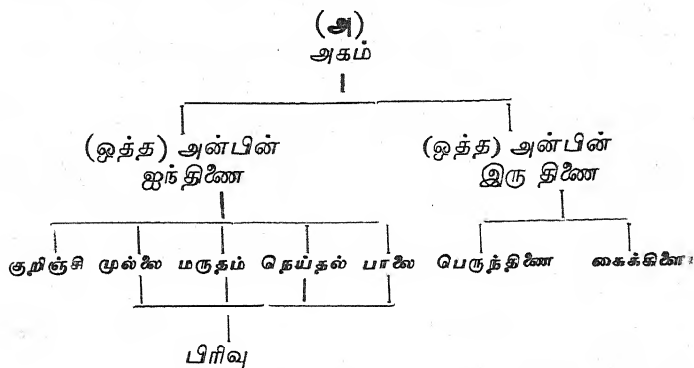 (அ)
அகம்
(ஒத்த) அன்பின்
ஐந்திணை
(ஒத்த) அன்பின்
இரு திணை
குறிஞ்சி முல்லை மருதம் நெய்தல் பாலை பெருந்திணை கைக்கிளை
பிரிவு